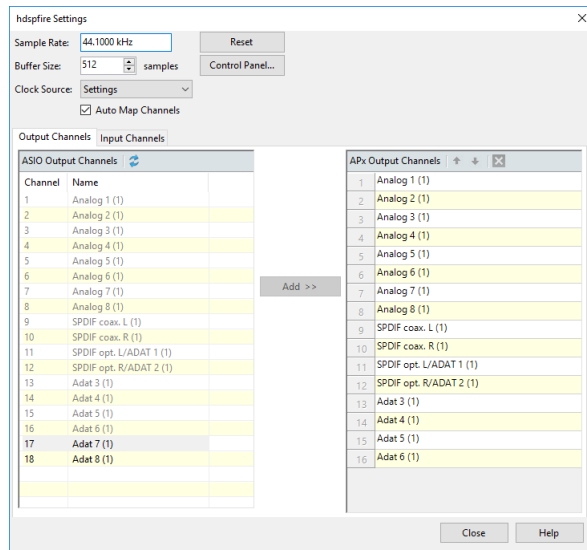 hdspfire Settings
Sample Rate: 44.1000 kHz Reset
Buffer Size: 512 samples Control Panel...
Clock Source: Settings
Auto Map Channels
Output Channels Input Channels
ASIO Output Channels
Channel Name
1 Analog 1 (1)
2 Analog 2 (1)
3 Analog 3 (1)
4 Analog 4 (1)
5 Analog 5 (1)
6 Analog 6 (1)
7 Analog 7 (1)
8 Analog 8 (1)
9 SPDIF coax. L (1)
10 SPDIF coax. R (1)
11 SPDIF opt. L/ADAT 1 (1)
12 SPDIF opt. R/ADAT 2 (1)
13 Adat 3 (1)
14 Adat 4 (1)
15 Adat 5 (1)
16 Adat 6 (1)
17 Adat 7 (1)
18 Adat 8 (1)
Add >>
APx Output Channels
1 Analog 1 (1)
2 Analog 2 (1)
3 Analog 3 (1)
4 Analog 4 (1)
5 Analog 5 (1)
6 Analog 6 (1)
7 Analog 7 (1)
8 Analog 8 (1)
9 SPDIF coax. L (1)
10 SPDIF coax. R (1)
11 SPDIF opt. L/ADAT 1 (1)
12 SPDIF opt. R/ADAT 2 (1)
13 Adat 3 (1)
14 Adat 4 (1)
15 Adat 5 (1)
16 Adat 6 (1)
Close Help